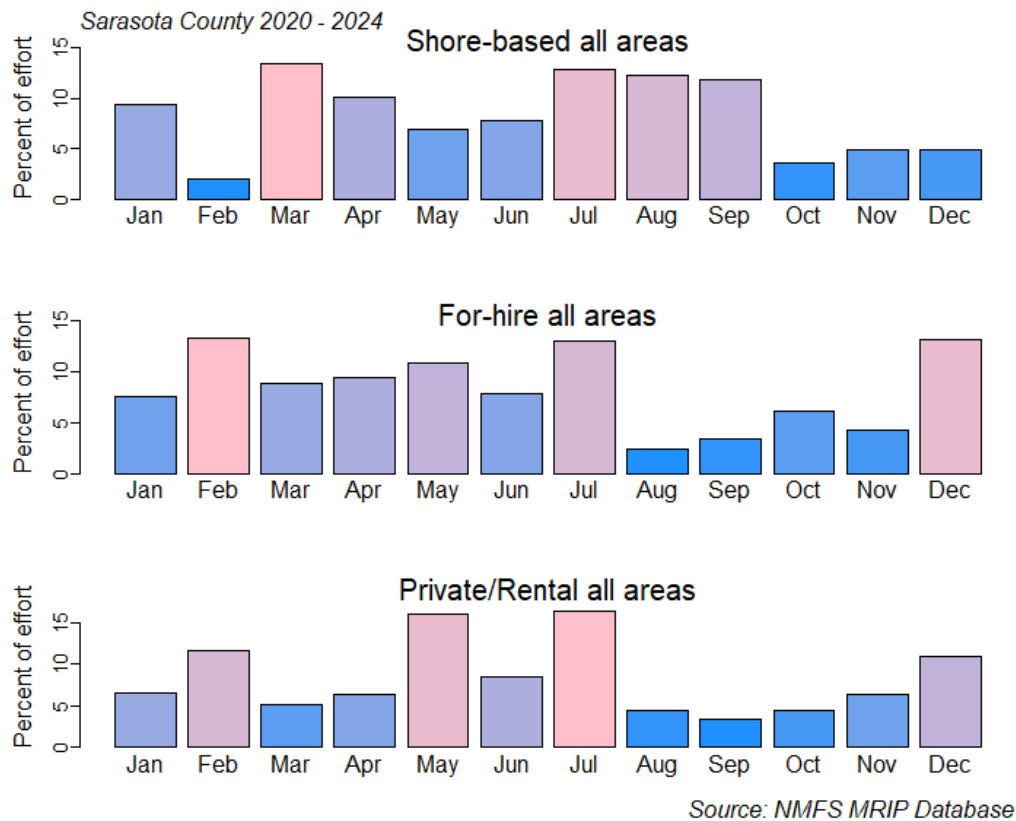 Sarasota County 2020 - 2024
Shore-based all areas
Percent of effort
15
10
5
0
Jan Feb Mar Apr May Jun Jul Aug Sep Oct Nov Dec
For-hire all areas
Percent of effort
15
10
5
0
Jan Feb Mar Apr May Jun Jul Aug Sep Oct Nov Dec
Private/Rental all areas
Percent of effort
15
10
5
0
Jan Feb Mar Apr May Jun Jul Aug Sep Oct Nov Dec
Source: NMFS MRIP Database